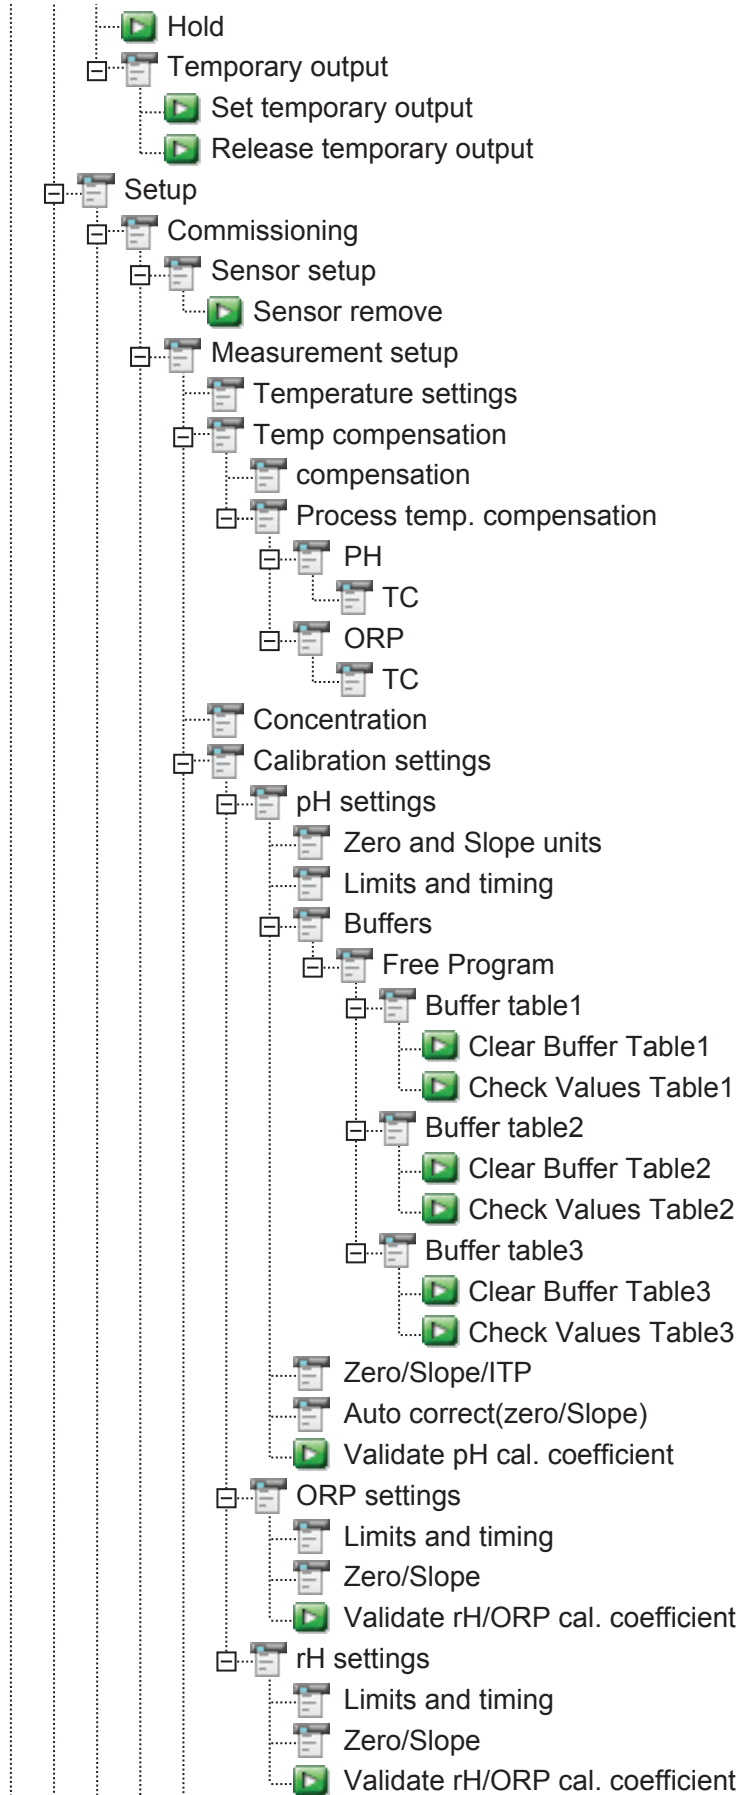 Hold
Temporary output
Set temporary output
Release temporary output
Setup
Commissioning
Sensor setup
Sensor remove
Measurement setup
Temperature settings
Temp compensation
compensation
Process temp. compensation
PH
TC
ORP
TC
Concentration
Calibration settings
pH settings
Zero and Slope units
Limits and timing
Buffers
Free Program
Buffer table1
Clear Buffer Table1
Check Values Table1
Buffer table2
Clear Buffer Table2
Check Values Table2
Buffer table3
Clear Buffer Table3
Check Values Table3
Zero/Slope/ITP
Auto correct(zero/Slope)
Validate pH cal. coefficient
ORP settings
Limits and timing
Zero/Slope
Validate rH/ORP cal. coefficient
rH settings
Limits and timing
Zero/Slope
Validate rH/ORP cal. coefficient